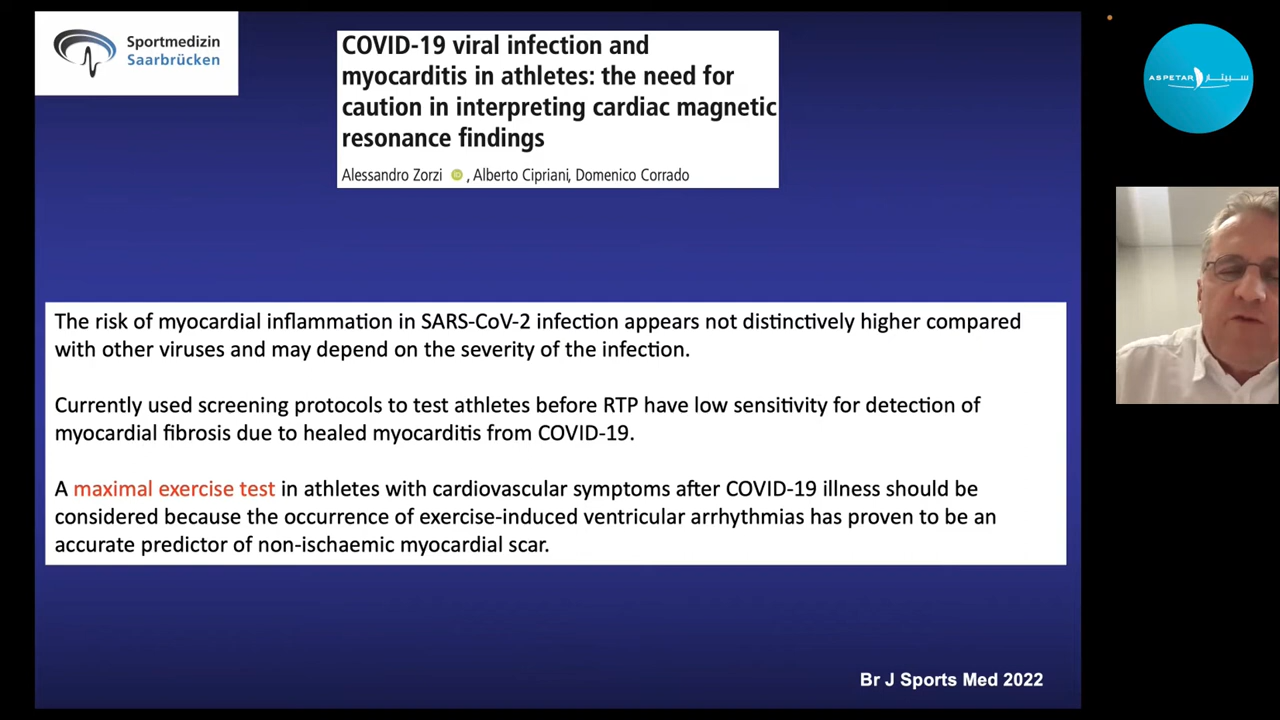 Sportmedizin
Saarbrücken
COVID-19 viral infection and
myocarditis in athletes: the need for
caution in interpreting cardiac magnetic
resonance findings
Alessandro Zorzi iD , Alberto Cipriani, Domenico Corrado
ASPETAR سبيتار
The risk of myocardial inflammation in SARS-CoV-2 infection appears not distinctively higher compared
with other viruses and may depend on the severity of the infection.
Currently used screening protocols to test athletes before RTP have low sensitivity for detection of
myocardial fibrosis due to healed myocarditis from COVID-19.
A maximal exercise test in athletes with cardiovascular symptoms after COVID-19 illness should be
considered because the occurrence of exercise-induced ventricular arrhythmias has proven to be an
accurate predictor of non-ischaemic myocardial scar.
Br J Sports Med 2022